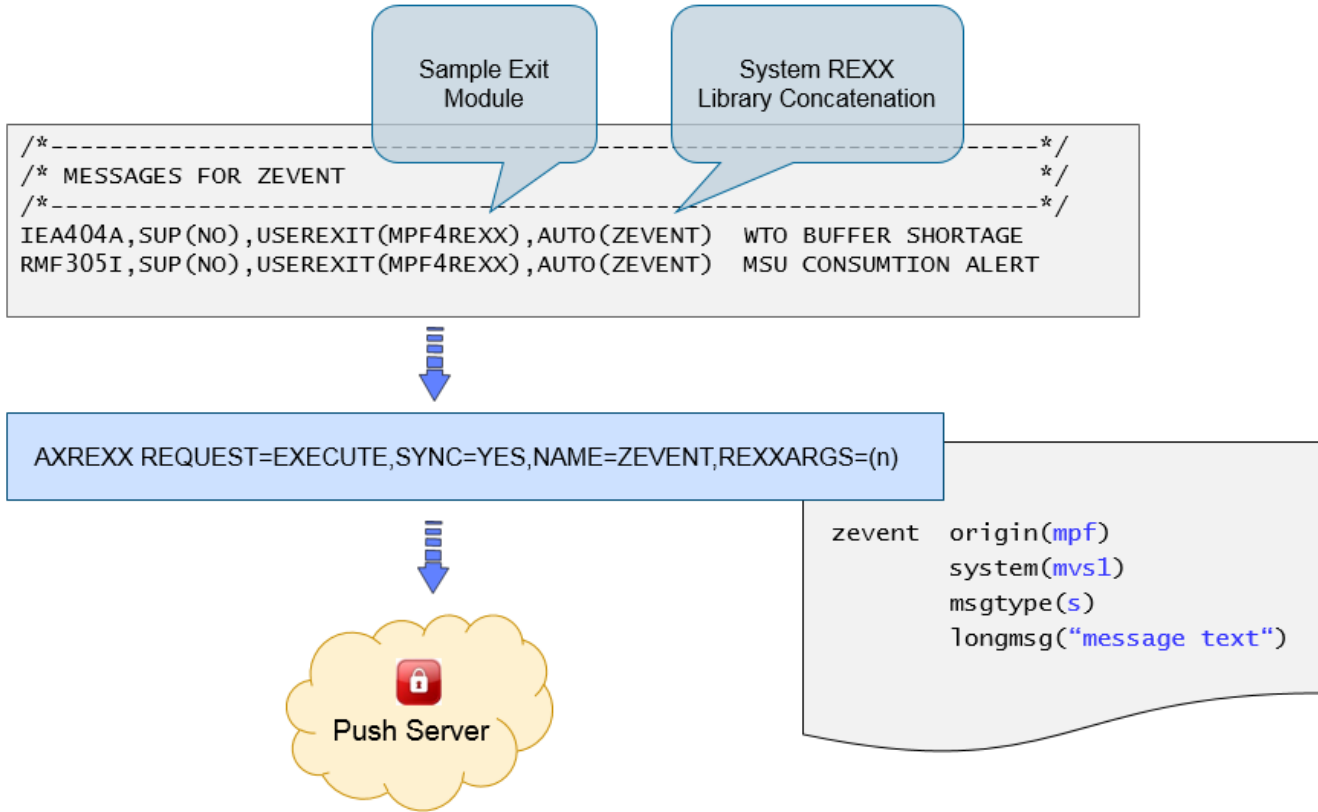 Sample Exit
Module
System REXX
Library Concatenation
/*-------------------------------------------------------------------*/
/* MESSAGES FOR ZEVENT */
/*-------------------------------------------------------------------*/
IEA404A,SUP(NO),USEREXIT(MPF4REXX),AUTO(ZEVENT)  WTO BUFFER SHORTAGE
RMF305I,SUP(NO),USEREXIT(MPF4REXX),AUTO(ZEVENT)  MSU CONSUMTION ALERT
AXREXX REQUEST=EXECUTE,SYNC=YES,NAME=ZEVENT,REXXARGS=(n)
zevent  origin(mpf)
system(mvs1)
msgtype(s)
longmsg(“message text“)
Push Server